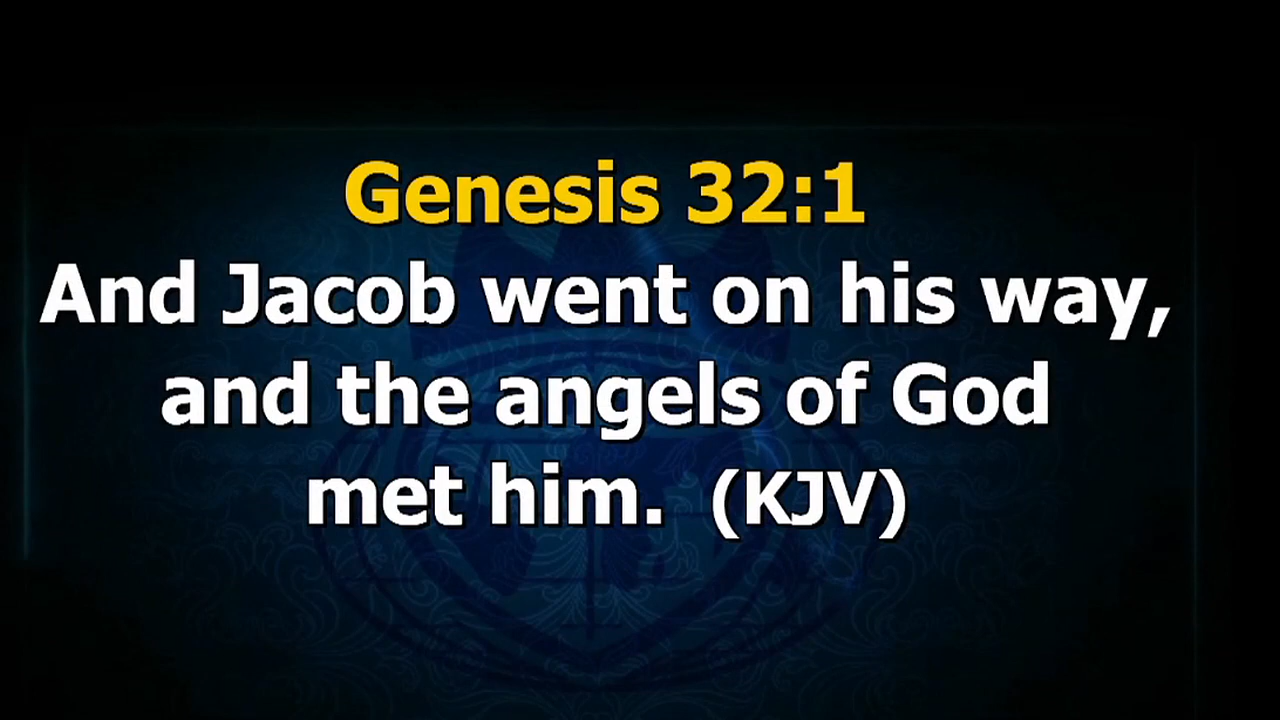 Genesis 32:1
And Jacob went on his way,
and the angels of God
met him. (KJV)